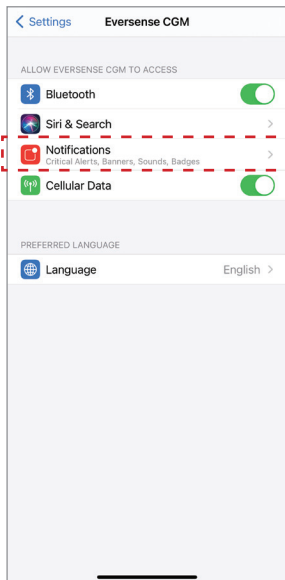 Settings
Eversense CGM
ALLOW EVERSENSE CGM TO ACCESS
Bluetooth
Siri & Search
Notifications
Critical Alerts, Banners, Sounds, Badges
Cellular Data
PREFERRED LANGUAGE
Language English